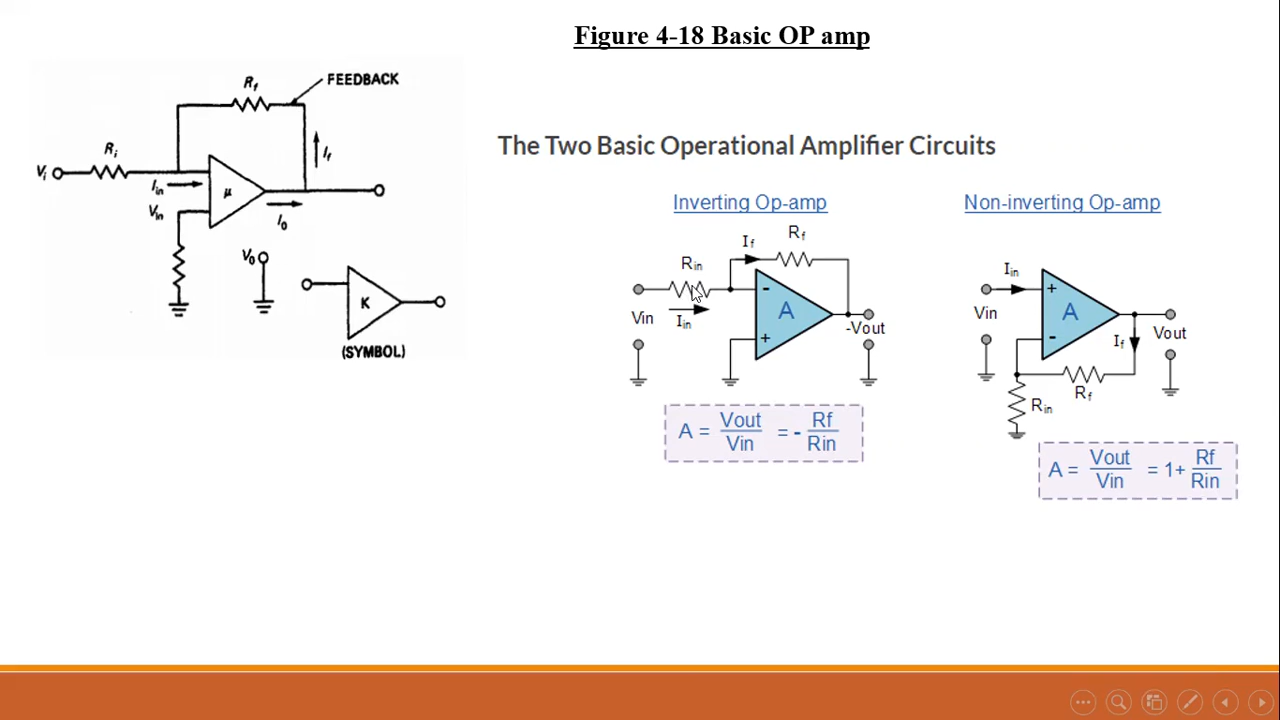 Figure 4-18 Basic OP amp
Rf
FEEDBACK
Ri
If
Vi
Iin
μ
Vin
Io
Vo
K
(SYMBOL)
The Two Basic Operational Amplifier Circuits
Inverting Op-amp
If
Rf
Rin
-
Vin
Iin
A
+
-Vout
A = Vout/Vin = - Rf/Rin
Non-inverting Op-amp
Iin
+
Vin
A
-
If
Vout
Rf
Rin
A = Vout/Vin = 1+ Rf/Rin